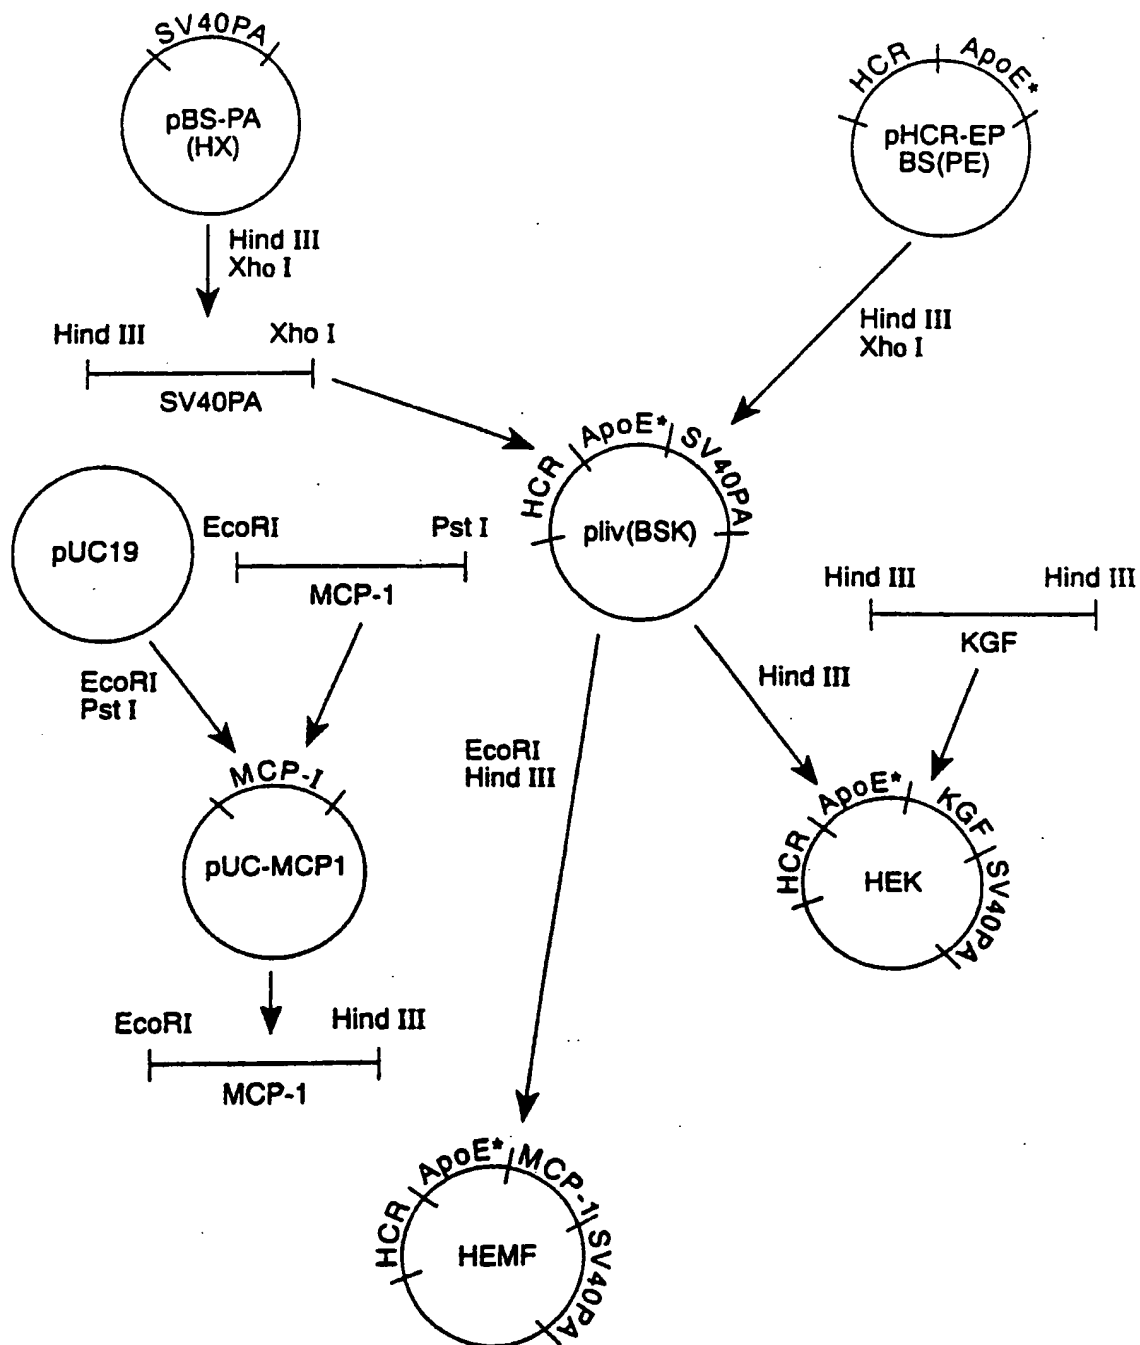 SV40PA
pBS-PA
(HX)
HCR
ApoE*
pHCR-EP
BS(PE)
Hind III
Xho I
Hind III
Xho I
Hind III
Xho I
SV40PA
HCR
ApoE*
SV40PA
pliv(BSK)
pUC19
EcoRI
Pst I
MCP-1
Hind III
Hind III
KGF
EcoRI
Pst I
Hind III
EcoRI
Hind III
MCP-I
pUC-MCP1
HCR
ApoE*
KGF
SV40PA
HEK
EcoRI
Hind III
MCP-1
HCR
ApoE*
MCP-1
SV40PA
HEMF